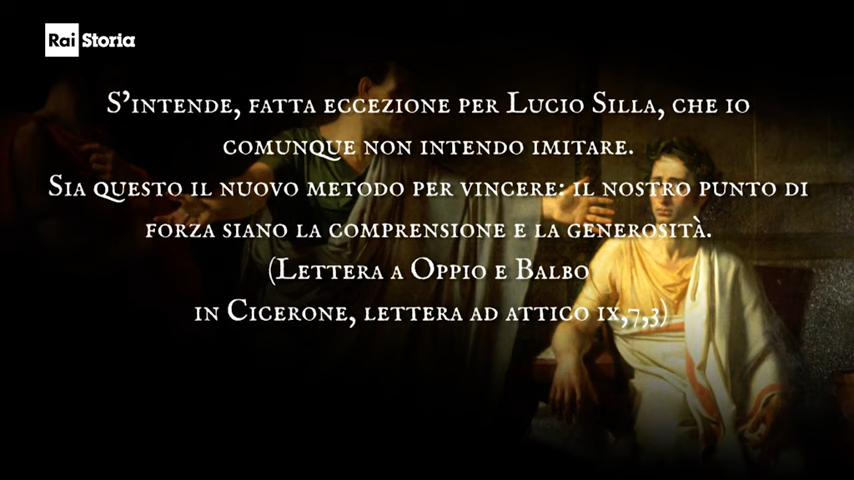 Rai Storia
S'INTENDE, FATTA ECCEZIONE PER LUCIO SILLA, CHE IO
COMUNQUE NON INTENDO IMITARE.
SIA QUESTO IL NUOVO METODO PER VINCERE: IL NOSTRO PUNTO DI
FORZA SIANO LA COMPRENSIONE E LA GENEROSITÀ.
(LETTERA A OPPIO E BALBO
IN CICERONE, LETTERA AD ATTICO IX,7,3)